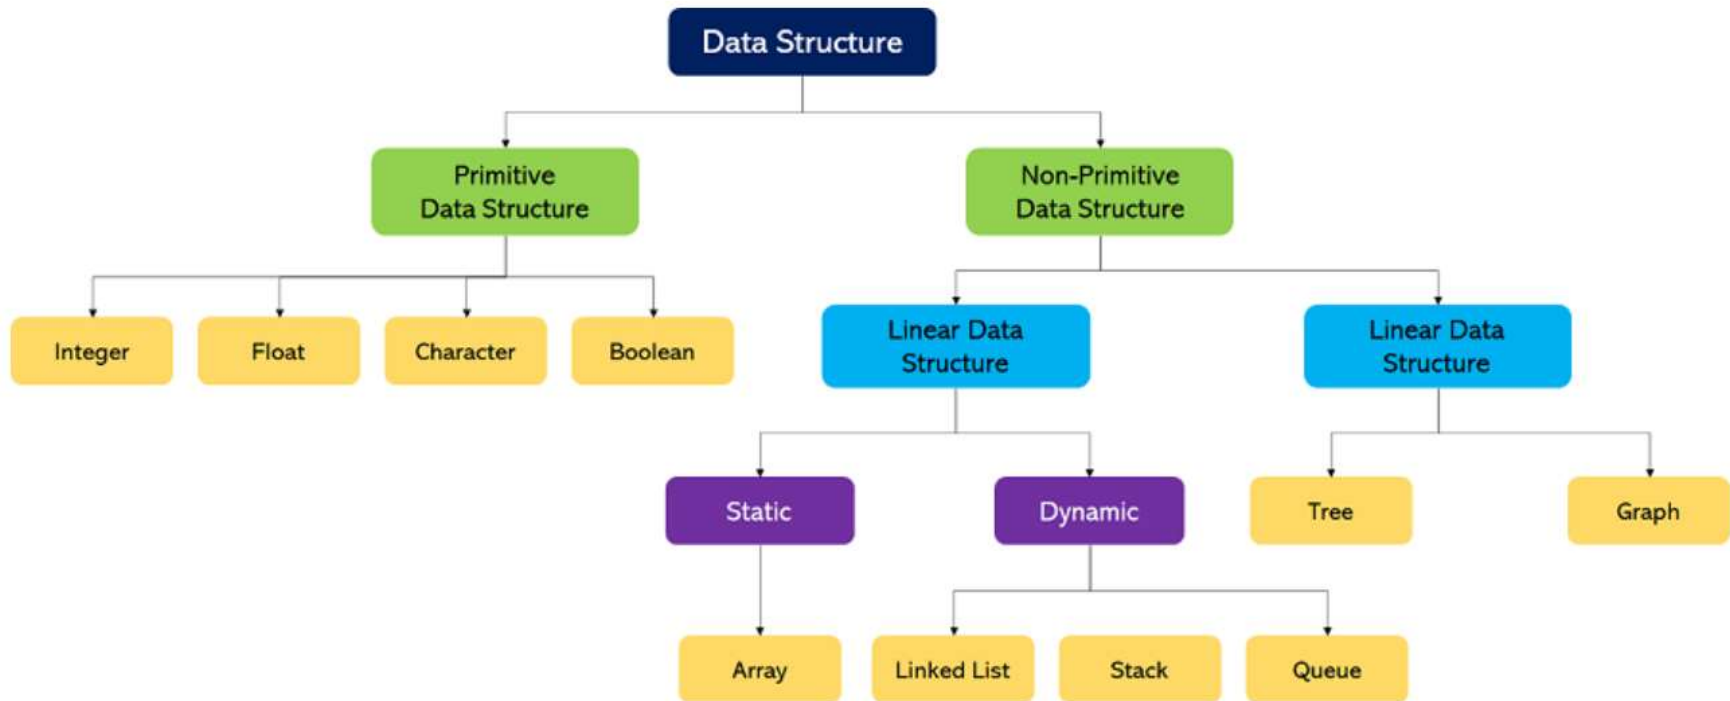 Data Structure
Primitive
Data Structure
Non-Primitive
Data Structure
Integer
Float
Character
Boolean
Linear Data
Structure
Linear Data
Structure
Static
Dynamic
Tree
Graph
Array
Linked List
Stack
Queue